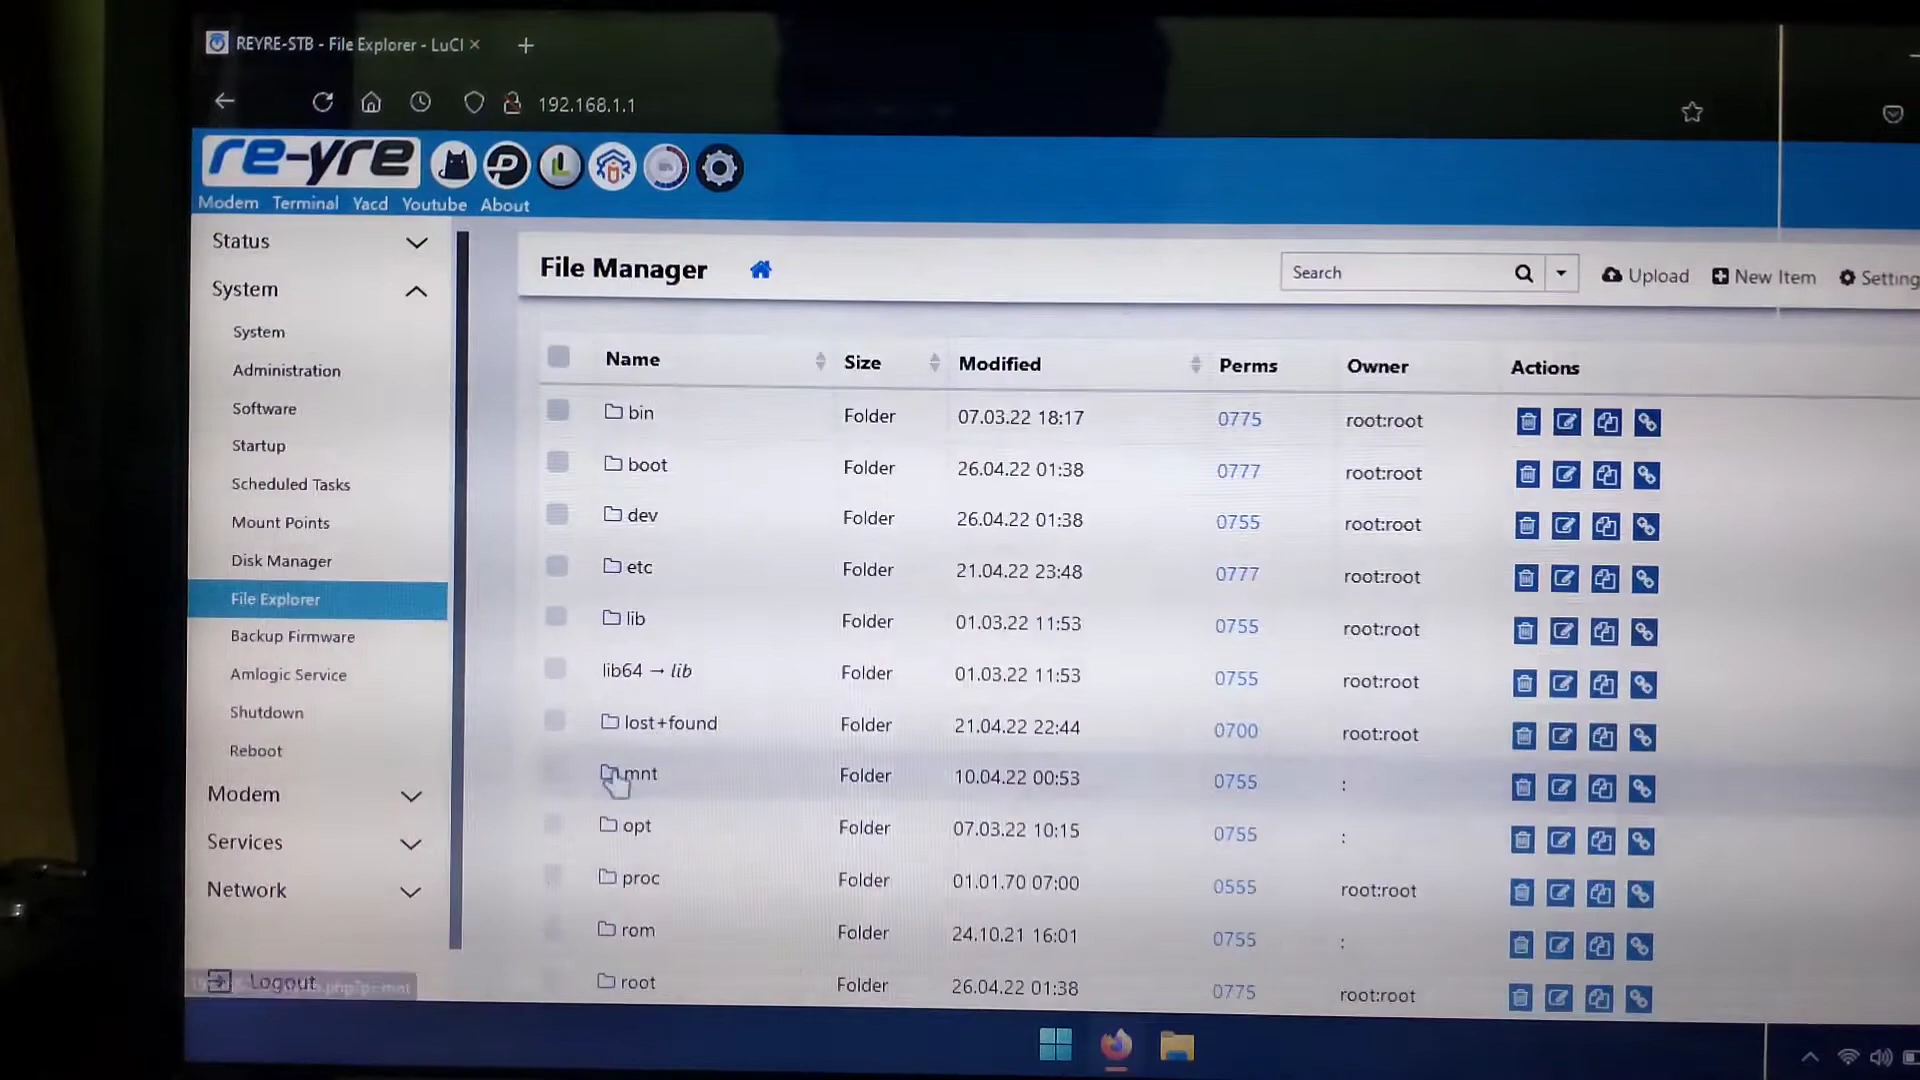 REYRE-STB - File Explorer - LuCI
192.168.1.1
re-yre
Modem Terminal Yacd Youtube About
Status
System
System
Administration
Software
Startup
Scheduled Tasks
Mount Points
Disk Manager
File Explorer
Backup Firmware
Amlogic Service
Shutdown
Reboot
Modem
Services
Network
Logout
File Manager
Search
Upload New Item Setting
Name Size Modified Perms Owner Actions
bin Folder 07.03.22 18:17 0775 root:root
boot Folder 26.04.22 01:38 0777 root:root
dev Folder 26.04.22 01:38 0755 root:root
etc Folder 21.04.22 23:48 0777 root:root
lib Folder 01.03.22 11:53 0755 root:root
lib64 → lib Folder 01.03.22 11:53 0755 root:root
lost+found Folder 21.04.22 22:44 0700 root:root
mnt Folder 10.04.22 00:53 0755 :
opt Folder 07.03.22 10:15 0755 :
proc Folder 01.01.70 07:00 0555 root:root
rom Folder 24.10.21 16:01 0755 :
root Folder 26.04.22 01:38 0775 root:root